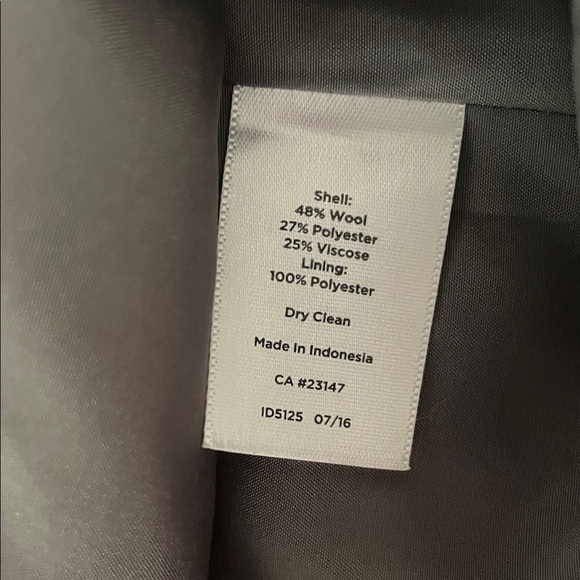 Shell:
48% Wool
27% Polyester
25% Viscose
Lining:
100% Polyester
Dry Clean
Made In Indonesia
CA #23147
ID5125 07/16